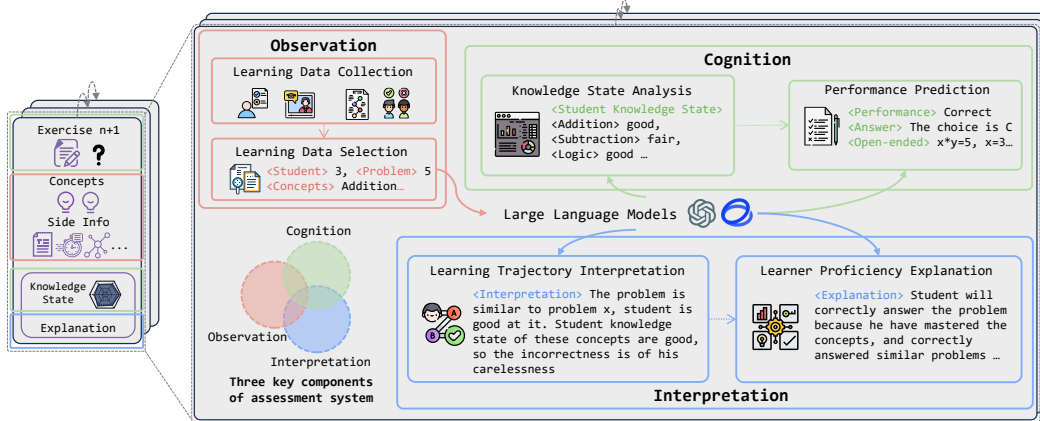 Exercise n+1
?
Concepts
Side Info
...
Knowledge
State
Explanation
Observation
Learning Data Collection
Learning Data Selection
<Student> 3, <Problem> 5
<Concepts> Addition…
Cognition
Knowledge State Analysis
<Student Knowledge State>
<Addition> good,
<Subtraction> fair,
<Logic> good …
Performance Prediction
<Performance> Correct
<Answer> The choice is C
<Open-ended> x*y=5, x=3…
Large Language Models
Cognition
Observation
Interpretation
Three key components
of assessment system
Learning Trajectory Interpretation
A
B
<Interpretation> The problem is
similar to problem x, student is
good at it. Student knowledge
state of these concepts are good,
so the incorrectness is of his
carelessness
Learner Proficiency Explanation
<Explanation> Student will
correctly answer the problem
because he have mastered the
concepts, and correctly
answered similar problems …
Interpretation